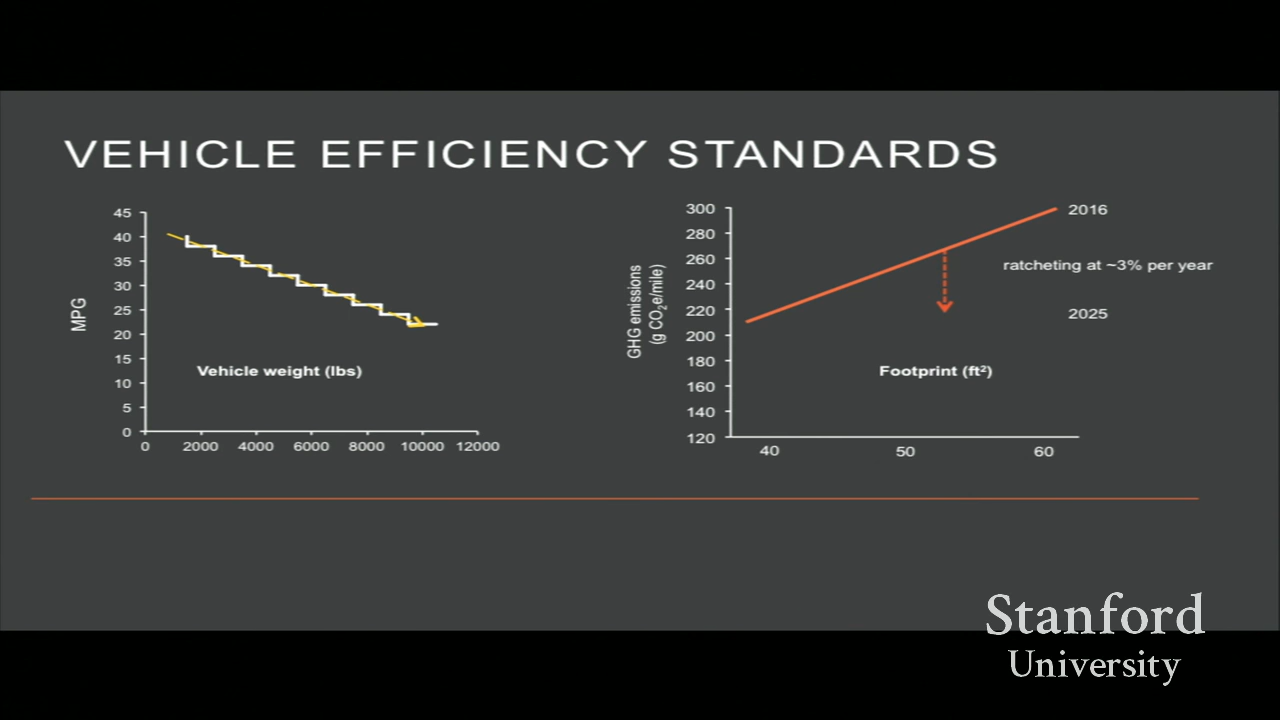 VEHICLE EFFICIENCY STANDARDS
45
40
35
30
25
20
15
10
5
0
MPG
Vehicle weight (lbs)
0 2000 4000 6000 8000 10000 12000
300
280
260
240
220
200
180
160
140
120
GHG emissions
(g CO₂e/mile)
2016
ratcheting at ~3% per year
2025
Footprint (ft²)
40 50 60
Stanford
University